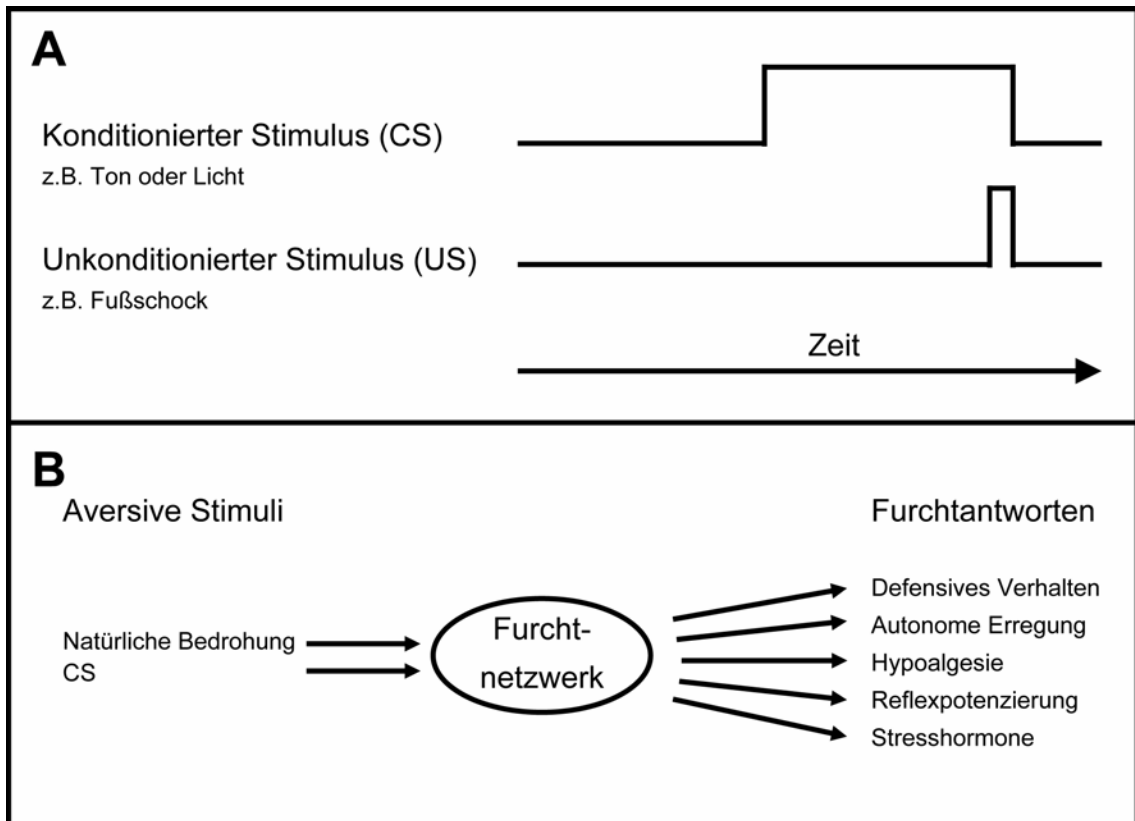 A
Konditionierter Stimulus (CS)
z.B. Ton oder Licht
Unkonditionierter Stimulus (US)
z.B. Fußschock
Zeit
B
Aversive Stimuli
Furchtantworten
Natürliche Bedrohung
CS
Furcht-
netzwerk
Defensives Verhalten
Autonome Erregung
Hypoalgesie
Reflexpotenzierung
Stresshormone